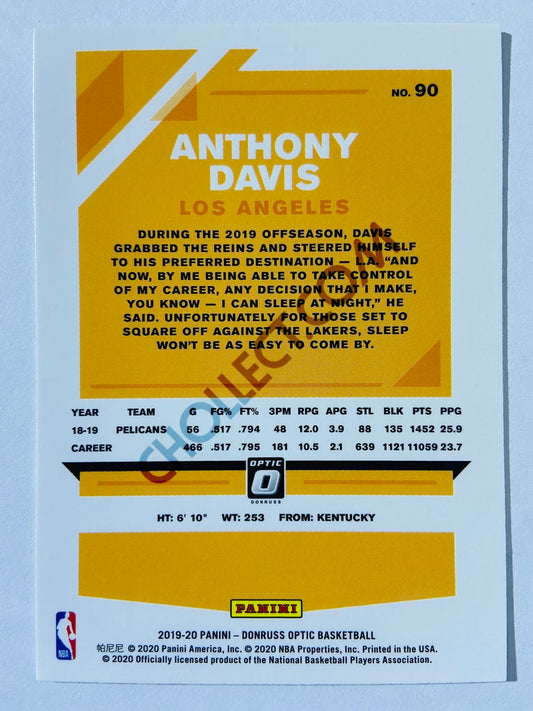 NO. 90
ANTHONY
DAVIS
LOS ANGELES
DURING THE 2019 OFFSEASON, DAVIS
GRABBED THE REINS AND STEERED HIMSELF
TO HIS PREFERRED DESTINATION — L.A. “AND
NOW, BY ME BEING ABLE TO TAKE CONTROL
OF MY CAREER, ANY DECISION THAT I MAKE,
YOU KNOW — I CAN SLEEP AT NIGHT,” HE
SAID. UNFORTUNATELY FOR THOSE SET TO
SQUARE OFF AGAINST THE LAKERS, SLEEP
WON'T BE AS EASY TO COME BY.
CHOLLECT.COM
YEAR TEAM G FG% FT% 3PM RPG APG STL BLK PTS PPG
18-19 PELICANS 56 .517 .794 48 12.0 3.9 88 135 1452 25.9
CAREER 466 .517 .795 181 10.5 2.1 639 1121 11059 23.7
OPTIC
DONRUSS
HT: 6' 10" WT: 253 FROM: KENTUCKY
PANINI
NBA
2019-20 PANINI – DONRUSS OPTIC BASKETBALL
帕尼尼 © 2020 Panini America, Inc. © 2020 NBA Properties, Inc. Printed in the USA.
© 2020 Officially licensed product of the National Basketball Players Association.